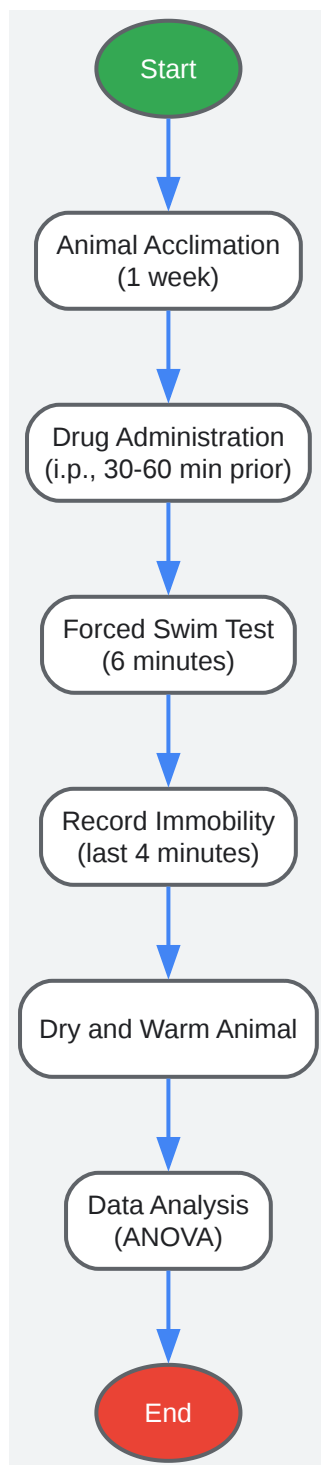 Start
Animal Acclimation
(1 week)
Drug Administration
(i.p., 30-60 min prior)
Forced Swim Test
(6 minutes)
Record Immobility
(last 4 minutes)
Dry and Warm Animal
Data Analysis
(ANOVA)
End